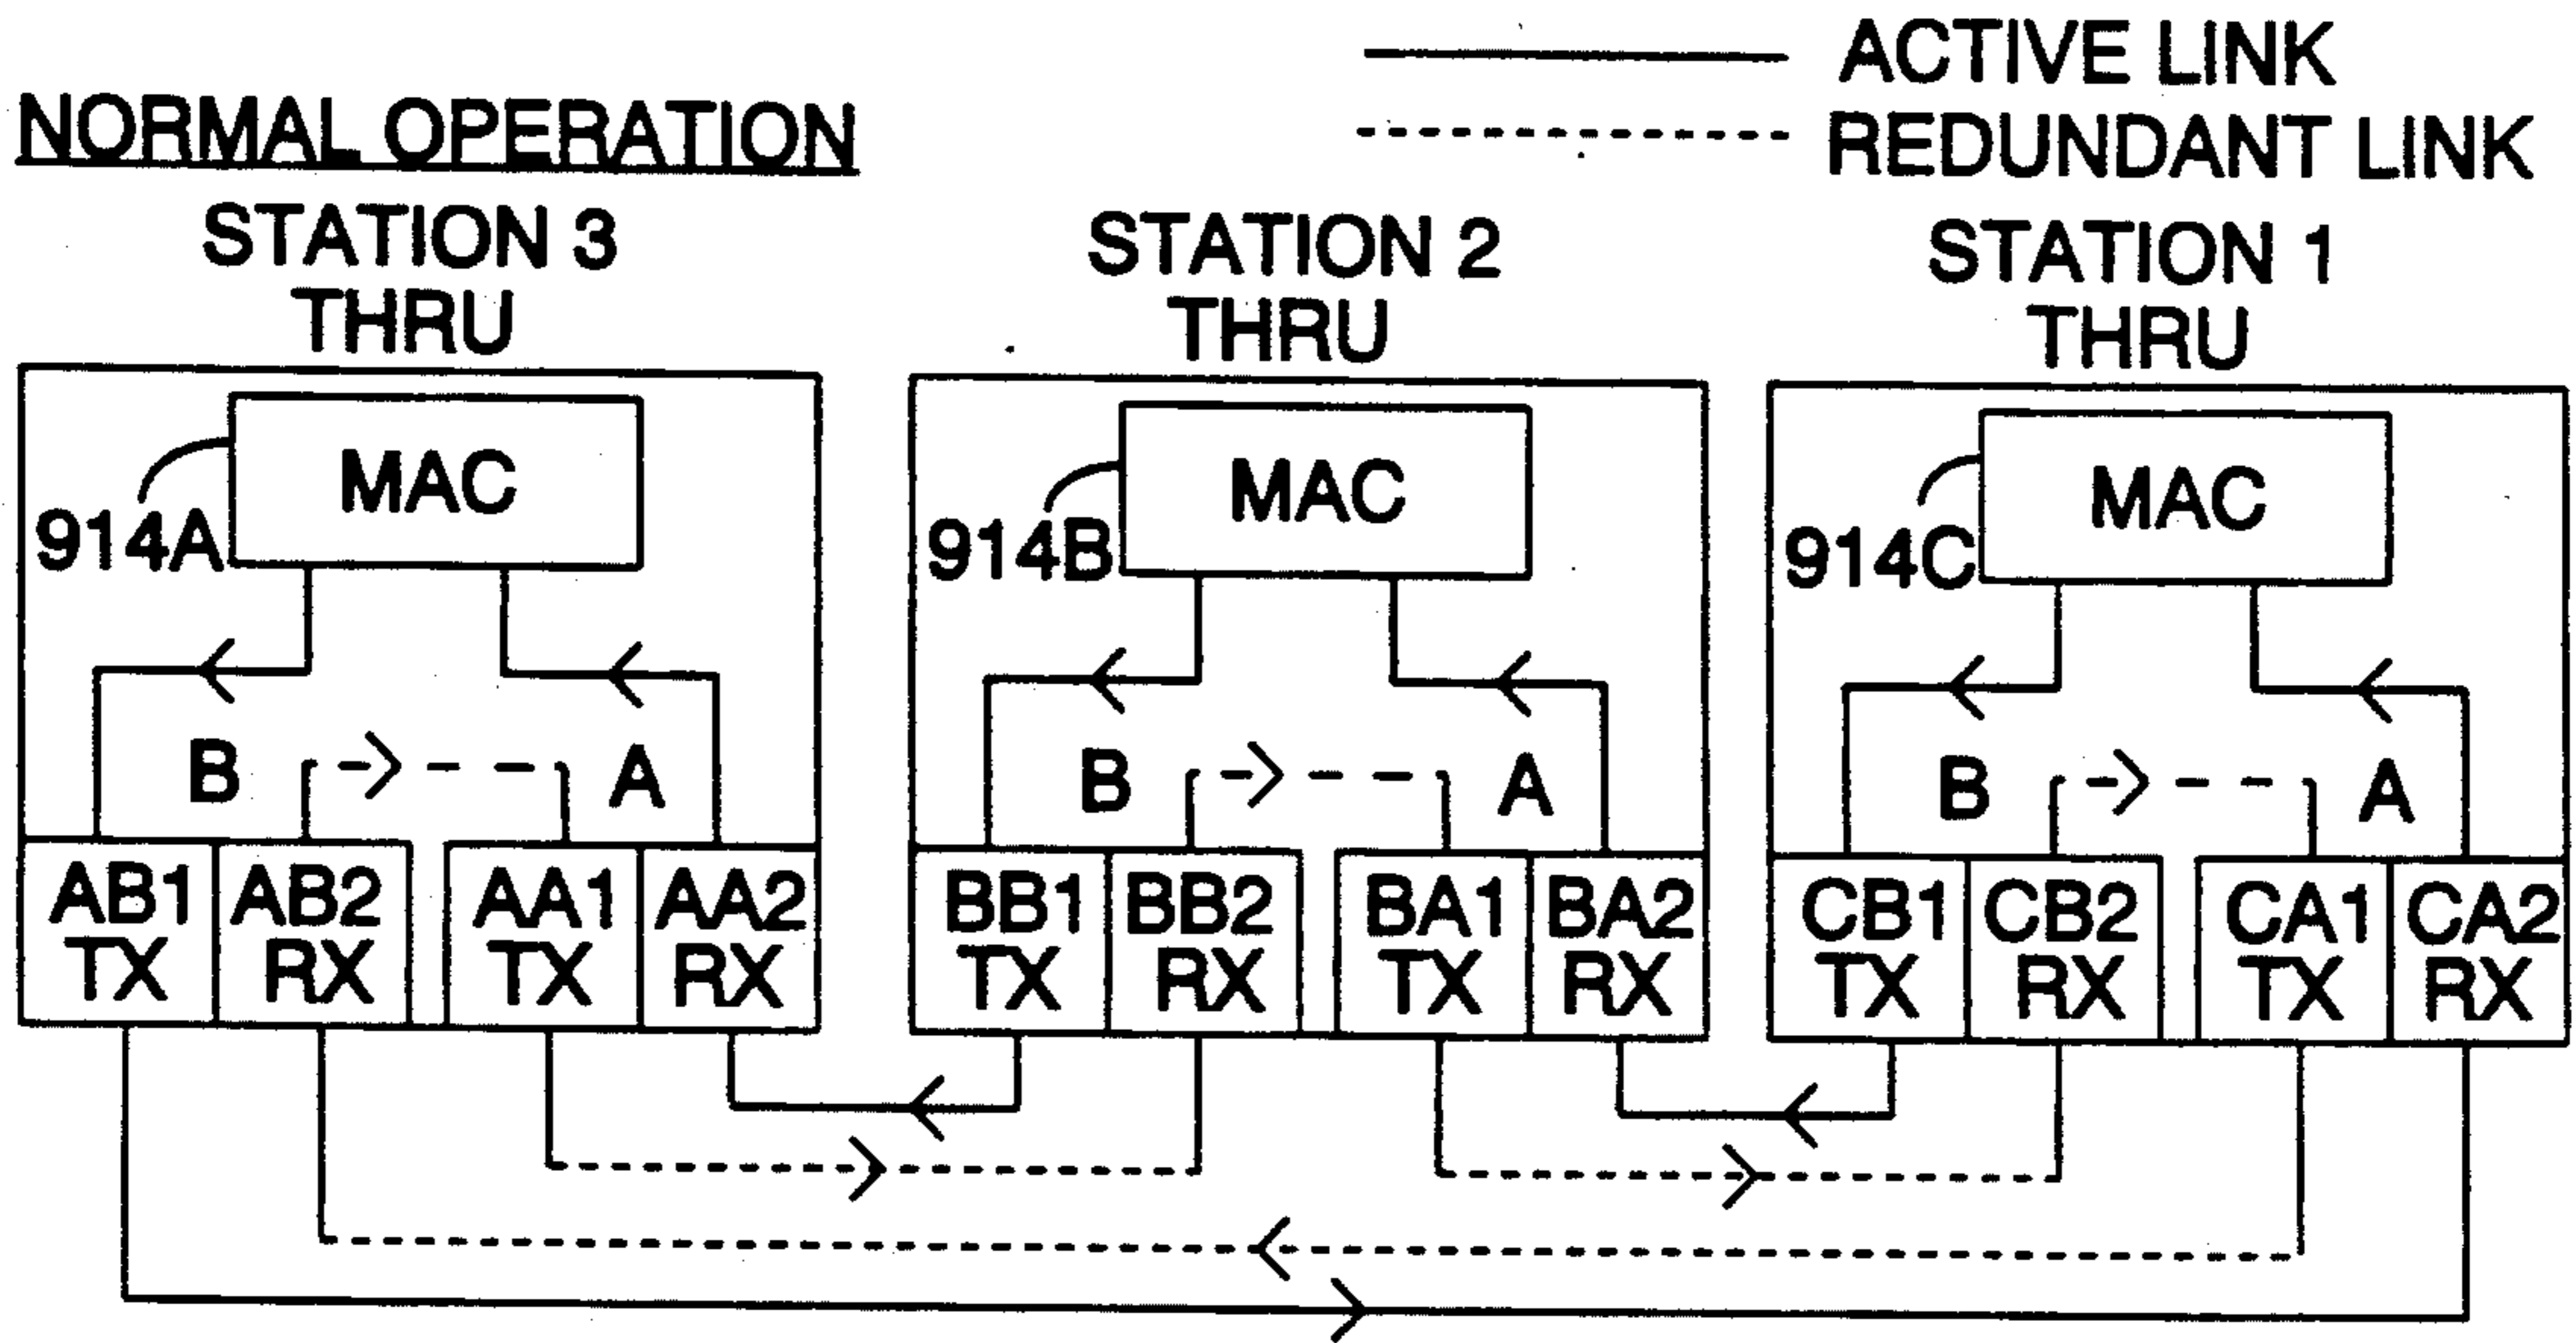 ACTIVE LINK
REDUNDANT LINK
NORMAL OPERATION
STATION 3
THRU
STATION 2
THRU
STATION 1
THRU
MAC
914A
MAC
914B
MAC
914C
B
A
B
A
B
A
AB1
TX
AB2
RX
AA1
TX
AA2
RX
BB1
TX
BB2
RX
BA1
TX
BA2
RX
CB1
TX
CB2
RX
CA1
TX
CA2
RX